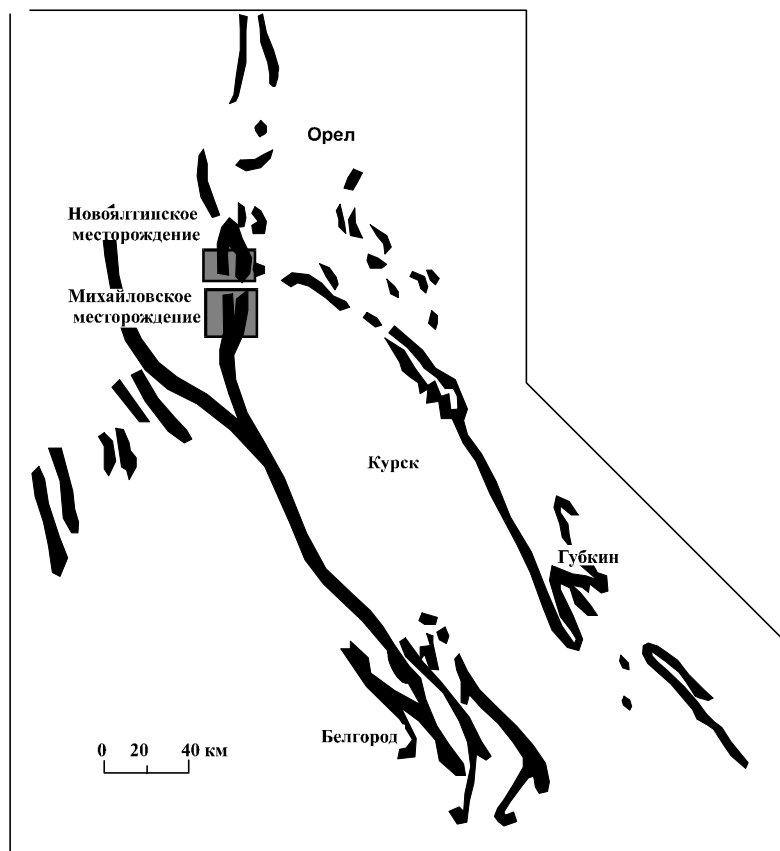 Орел
Новоялтинское
месторождение
Михайловское
месторождение
Курск
Губкин
Белгород
0 20 40 км